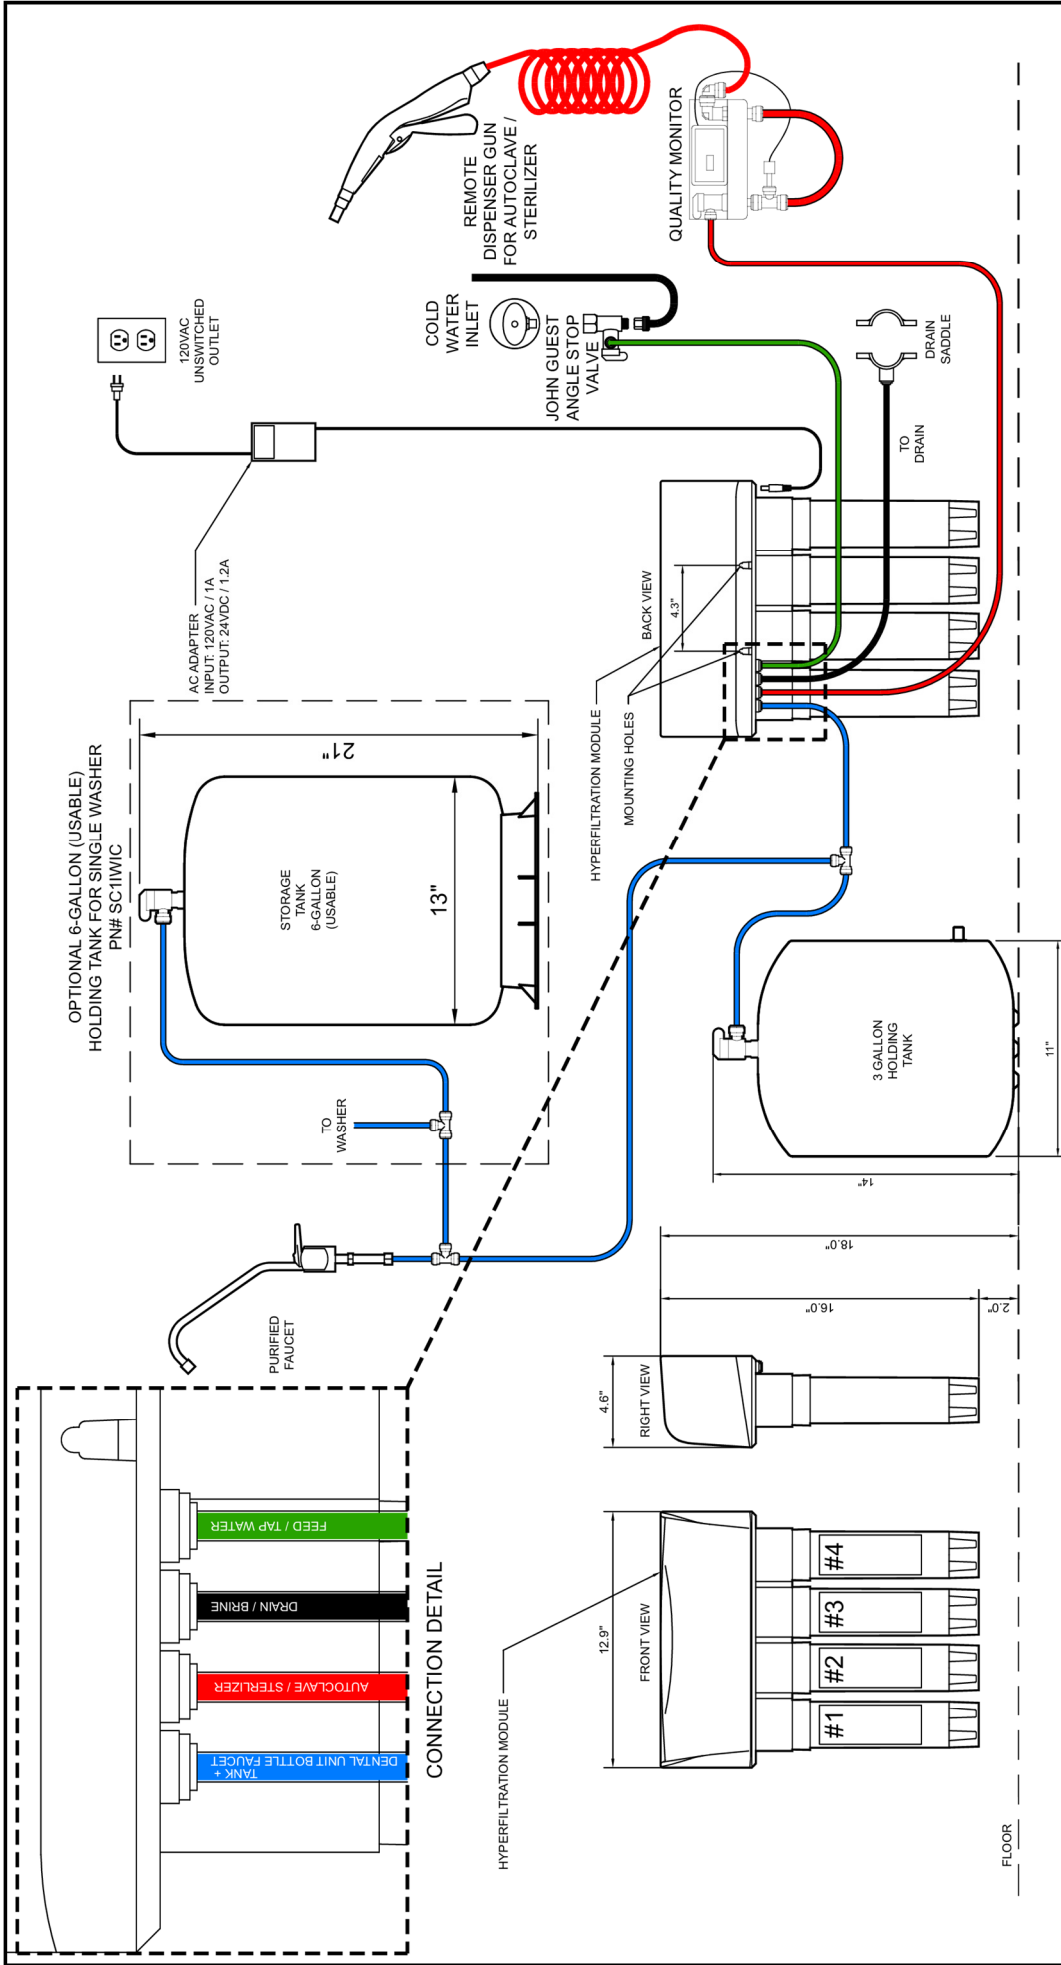 FEED / TAP WATER
DRAIN / BRINE
AUTOCLAVE / STERLIZER
TANK +
DENTAL UNIT BOTTLE FAUCET
CONNECTION DETAIL
PURIFIED
FAUCET
TO
WASHER
OPTIONAL 6-GALLON (USABLE)
HOLDING TANK FOR SINGLE WASHER
PN# SC1IWIC
STORAGE
TANK
6-GALLON
(USABLE)
13"
21"
AC ADAPTER
INPUT: 120VAC / 1A
OUTPUT: 24VDC / 1.2A
120VAC
UNSWITCHED
OUTLET
REMOTE
DISPENSER GUN
FOR AUTOCLAVE /
STERILIZER
COLD
WATER
INLET
JOHN GUEST
ANGLE STOP
VALVE
QUALITY MONITOR
HYPERFILTRATION MODULE
MOUNTING HOLES
BACK VIEW
4.3"
TO
DRAIN
DRAIN
SADDLE
HYPERFILTRATION MODULE
12.9"
FRONT VIEW
#1
#2
#3
#4
4.6"
RIGHT VIEW
16.0"
18.0"
2.0"
14"
3 GALLON
HOLDING
TANK
11"
FLOOR